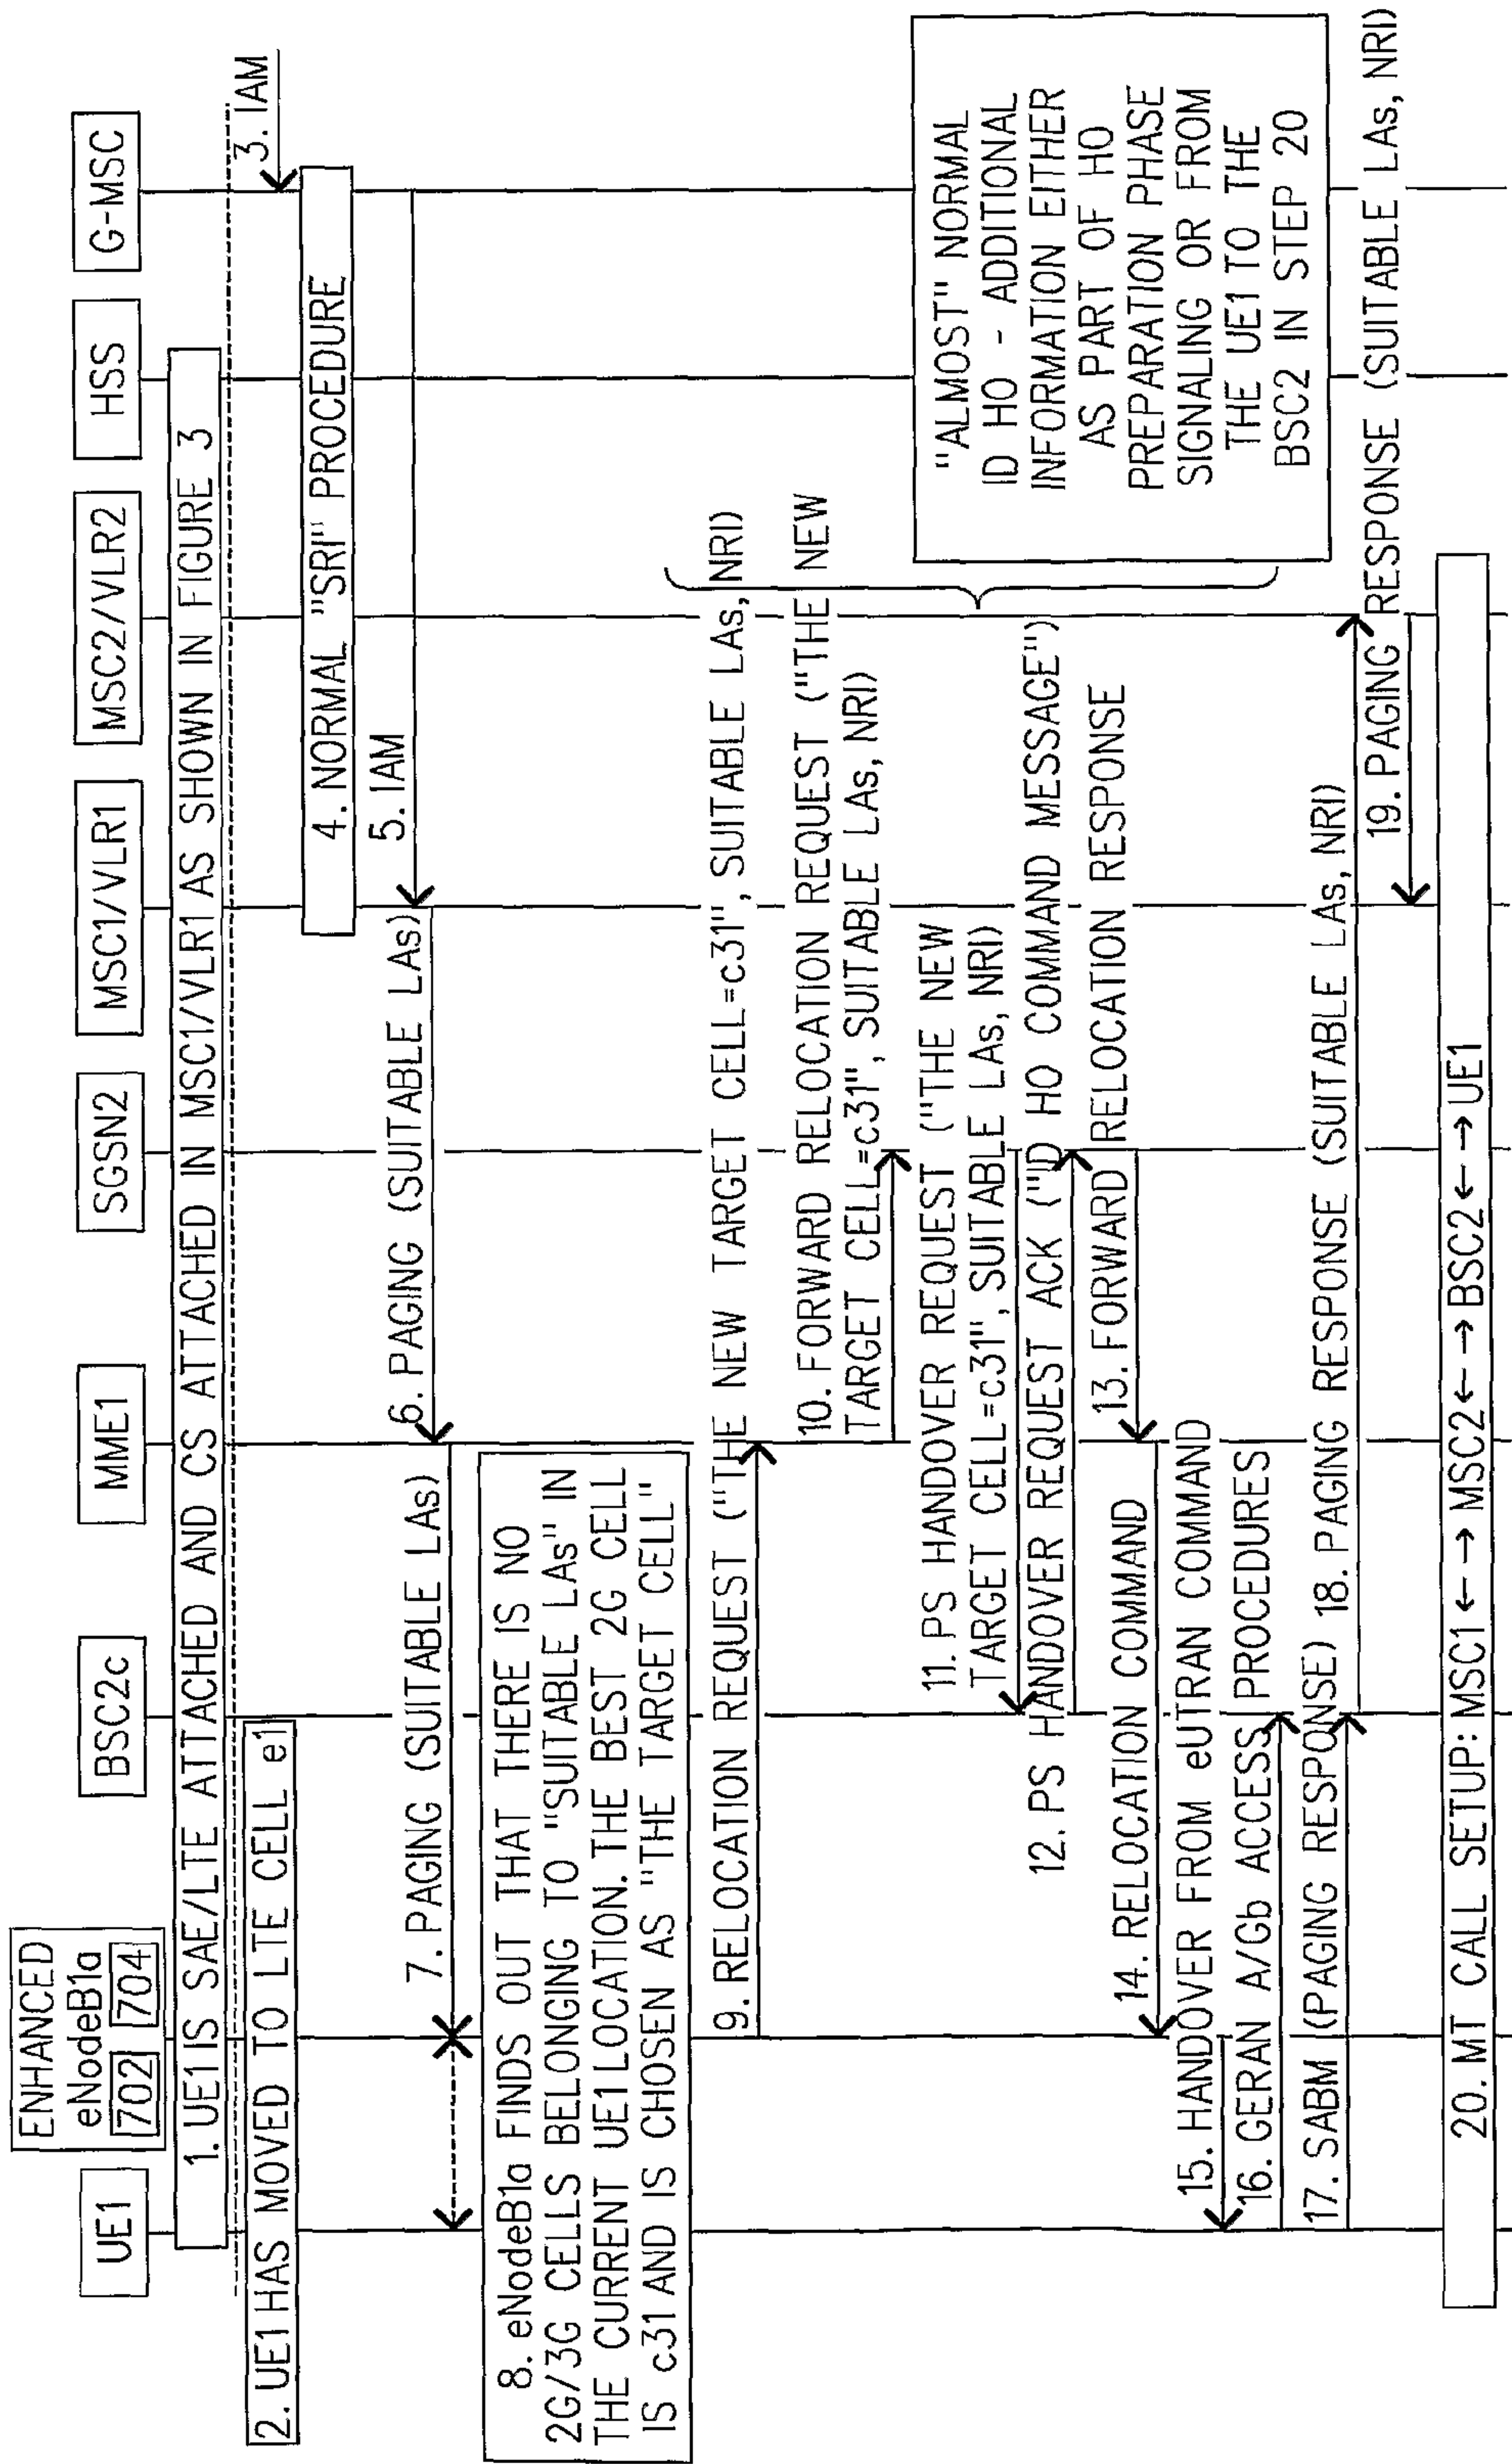 UE1
ENHANCED
eNodeB1a
702 704
BSC2c
MME1
SGSN2
MSC1/VLR1
MSC2/VLR2
HSS
G-MSC
1. UE1 IS SAE/LTE ATTACHED AND CS ATTACHED IN MSC1/VLR1 AS SHOWN IN FIGURE 3
2. UE1 HAS MOVED TO LTE CELL e1
3. IAM
4. NORMAL "SRI" PROCEDURE
5. IAM
6. PAGING (SUITABLE LAs)
7. PAGING (SUITABLE LAs)
8. eNodeB1a FINDS OUT THAT THERE IS NO
2G/3G CELLS BELONGING TO "SUITABLE LAs" IN
THE CURRENT UE1 LOCATION. THE BEST 2G CELL
IS c31 AND IS CHOSEN AS "THE TARGET CELL"
9. RELOCATION REQUEST ("THE NEW TARGET CELL=c31", SUITABLE LAs, NRI)
10. FORWARD RELOCATION REQUEST ("THE NEW
TARGET CELL=c31", SUITABLE LAs, NRI)
11. PS HANDOVER REQUEST ("THE NEW
TARGET CELL=c31", SUITABLE LAs, NRI)
12. PS HANDOVER REQUEST ACK ("ID HO COMMAND MESSAGE")
13. FORWARD RELOCATION RESPONSE
14. RELOCATION COMMAND
15. HANDOVER FROM eUTRAN COMMAND
16. GERAN A/Gb ACCESS PROCEDURES
"ALMOST" NORMAL
ID HO - ADDITIONAL
INFORMATION EITHER
AS PART OF HO
PREPARATION PHASE
SIGNALING OR FROM
THE UE1 TO THE
BSC2 IN STEP 20
17. SABM (PAGING RESPONSE)
18. PAGING RESPONSE (SUITABLE LAs, NRI)
19. PAGING RESPONSE (SUITABLE LAs, NRI)
20. MT CALL SETUP: MSC1 ←→ MSC2 ←→ BSC2 ←→ UE1